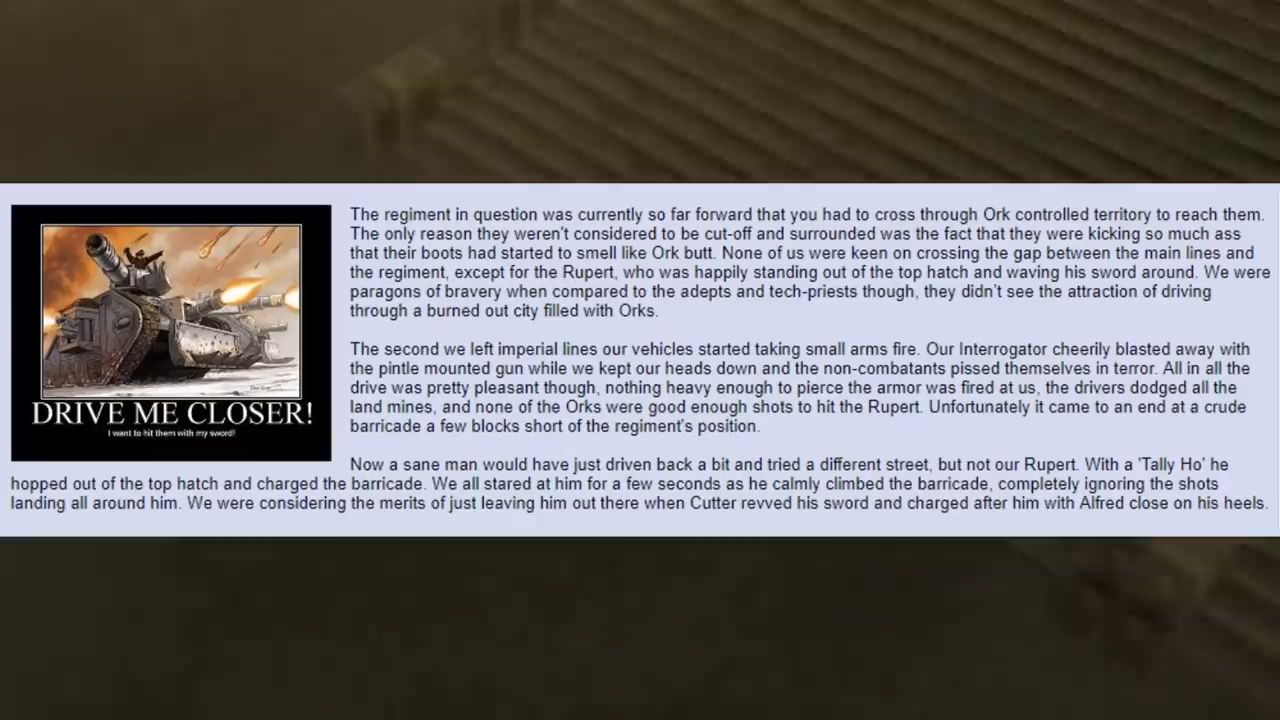 The regiment in question was currently so far forward that you had to cross through Ork controlled territory to reach them.
The only reason they weren't considered to be cut-off and surrounded was the fact that they were kicking so much ass
that their boots had started to smell like Ork butt. None of us were keen on crossing the gap between the main lines and
the regiment, except for the Rupert, who was happily standing out of the top hatch and waving his sword around. We were
paragons of bravery when compared to the adepts and tech-priests though, they didn't see the attraction of driving
through a burned out city filled with Orks.
The second we left imperial lines our vehicles started taking small arms fire. Our Interrogator cheerily blasted away with
the pintle mounted gun while we kept our heads down and the non-combatants pissed themselves in terror. All in all the
drive was pretty pleasant though, nothing heavy enough to pierce the armor was fired at us, the drivers dodged all the
land mines, and none of the Orks were good enough shots to hit the Rupert. Unfortunately it came to an end at a crude
barricade a few blocks short of the regiment's position.
DRIVE ME CLOSER!
I want to hit them with my sword!
Now a sane man would have just driven back a bit and tried a different street, but not our Rupert. With a 'Tally Ho' he
hopped out of the top hatch and charged the barricade. We all stared at him for a few seconds as he calmly climbed the barricade, completely ignoring the shots
landing all around him. We were considering the merits of just leaving him out there when Cutter revved his sword and charged after him with Alfred close on his heels.